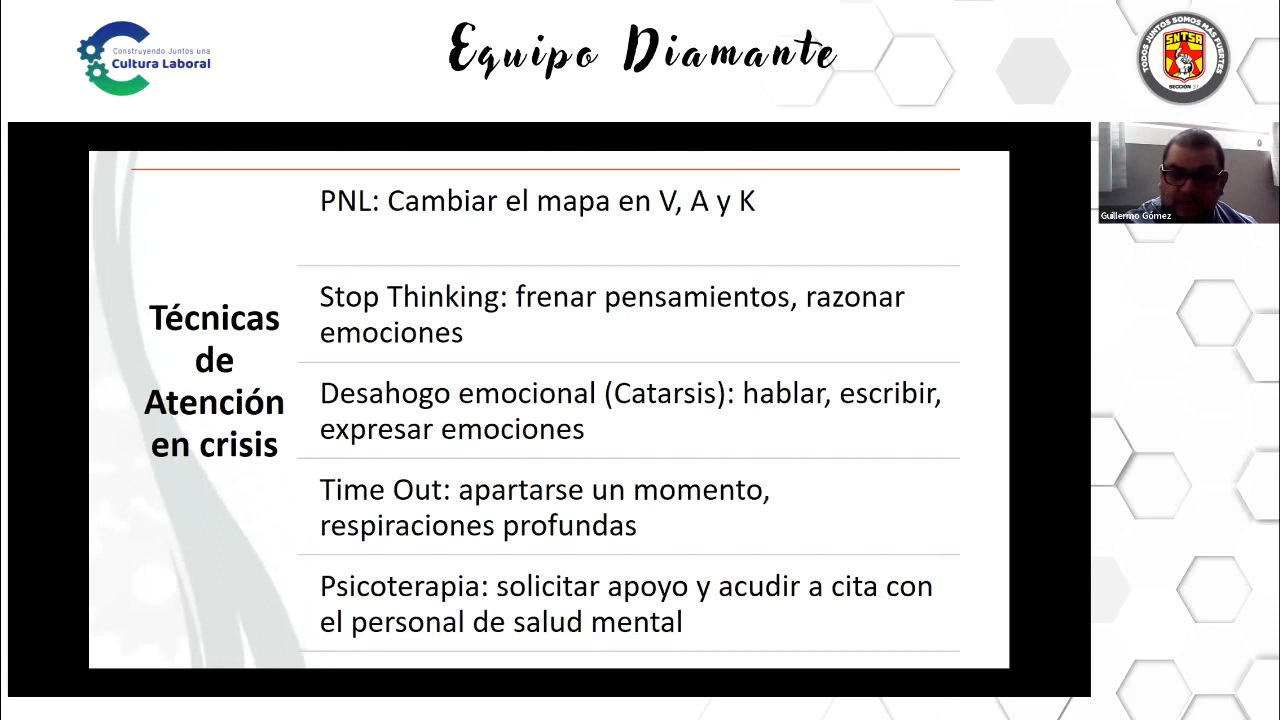 Construyendo Juntos una
Cultura Laboral
Equipo Diamante
TODOS JUNTOS SOMOS MÁS FUERTES
SNTSA
SECCIÓN 37
Guillermo Gómez
Técnicas
de
Atención
en crisis
PNL: Cambiar el mapa en V, A y K
Stop Thinking: frenar pensamientos, razonar
emociones
Desahogo emocional (Catarsis): hablar, escribir,
expresar emociones
Time Out: apartarse un momento,
respiraciones profundas
Psicoterapia: solicitar apoyo y acudir a cita con
el personal de salud mental